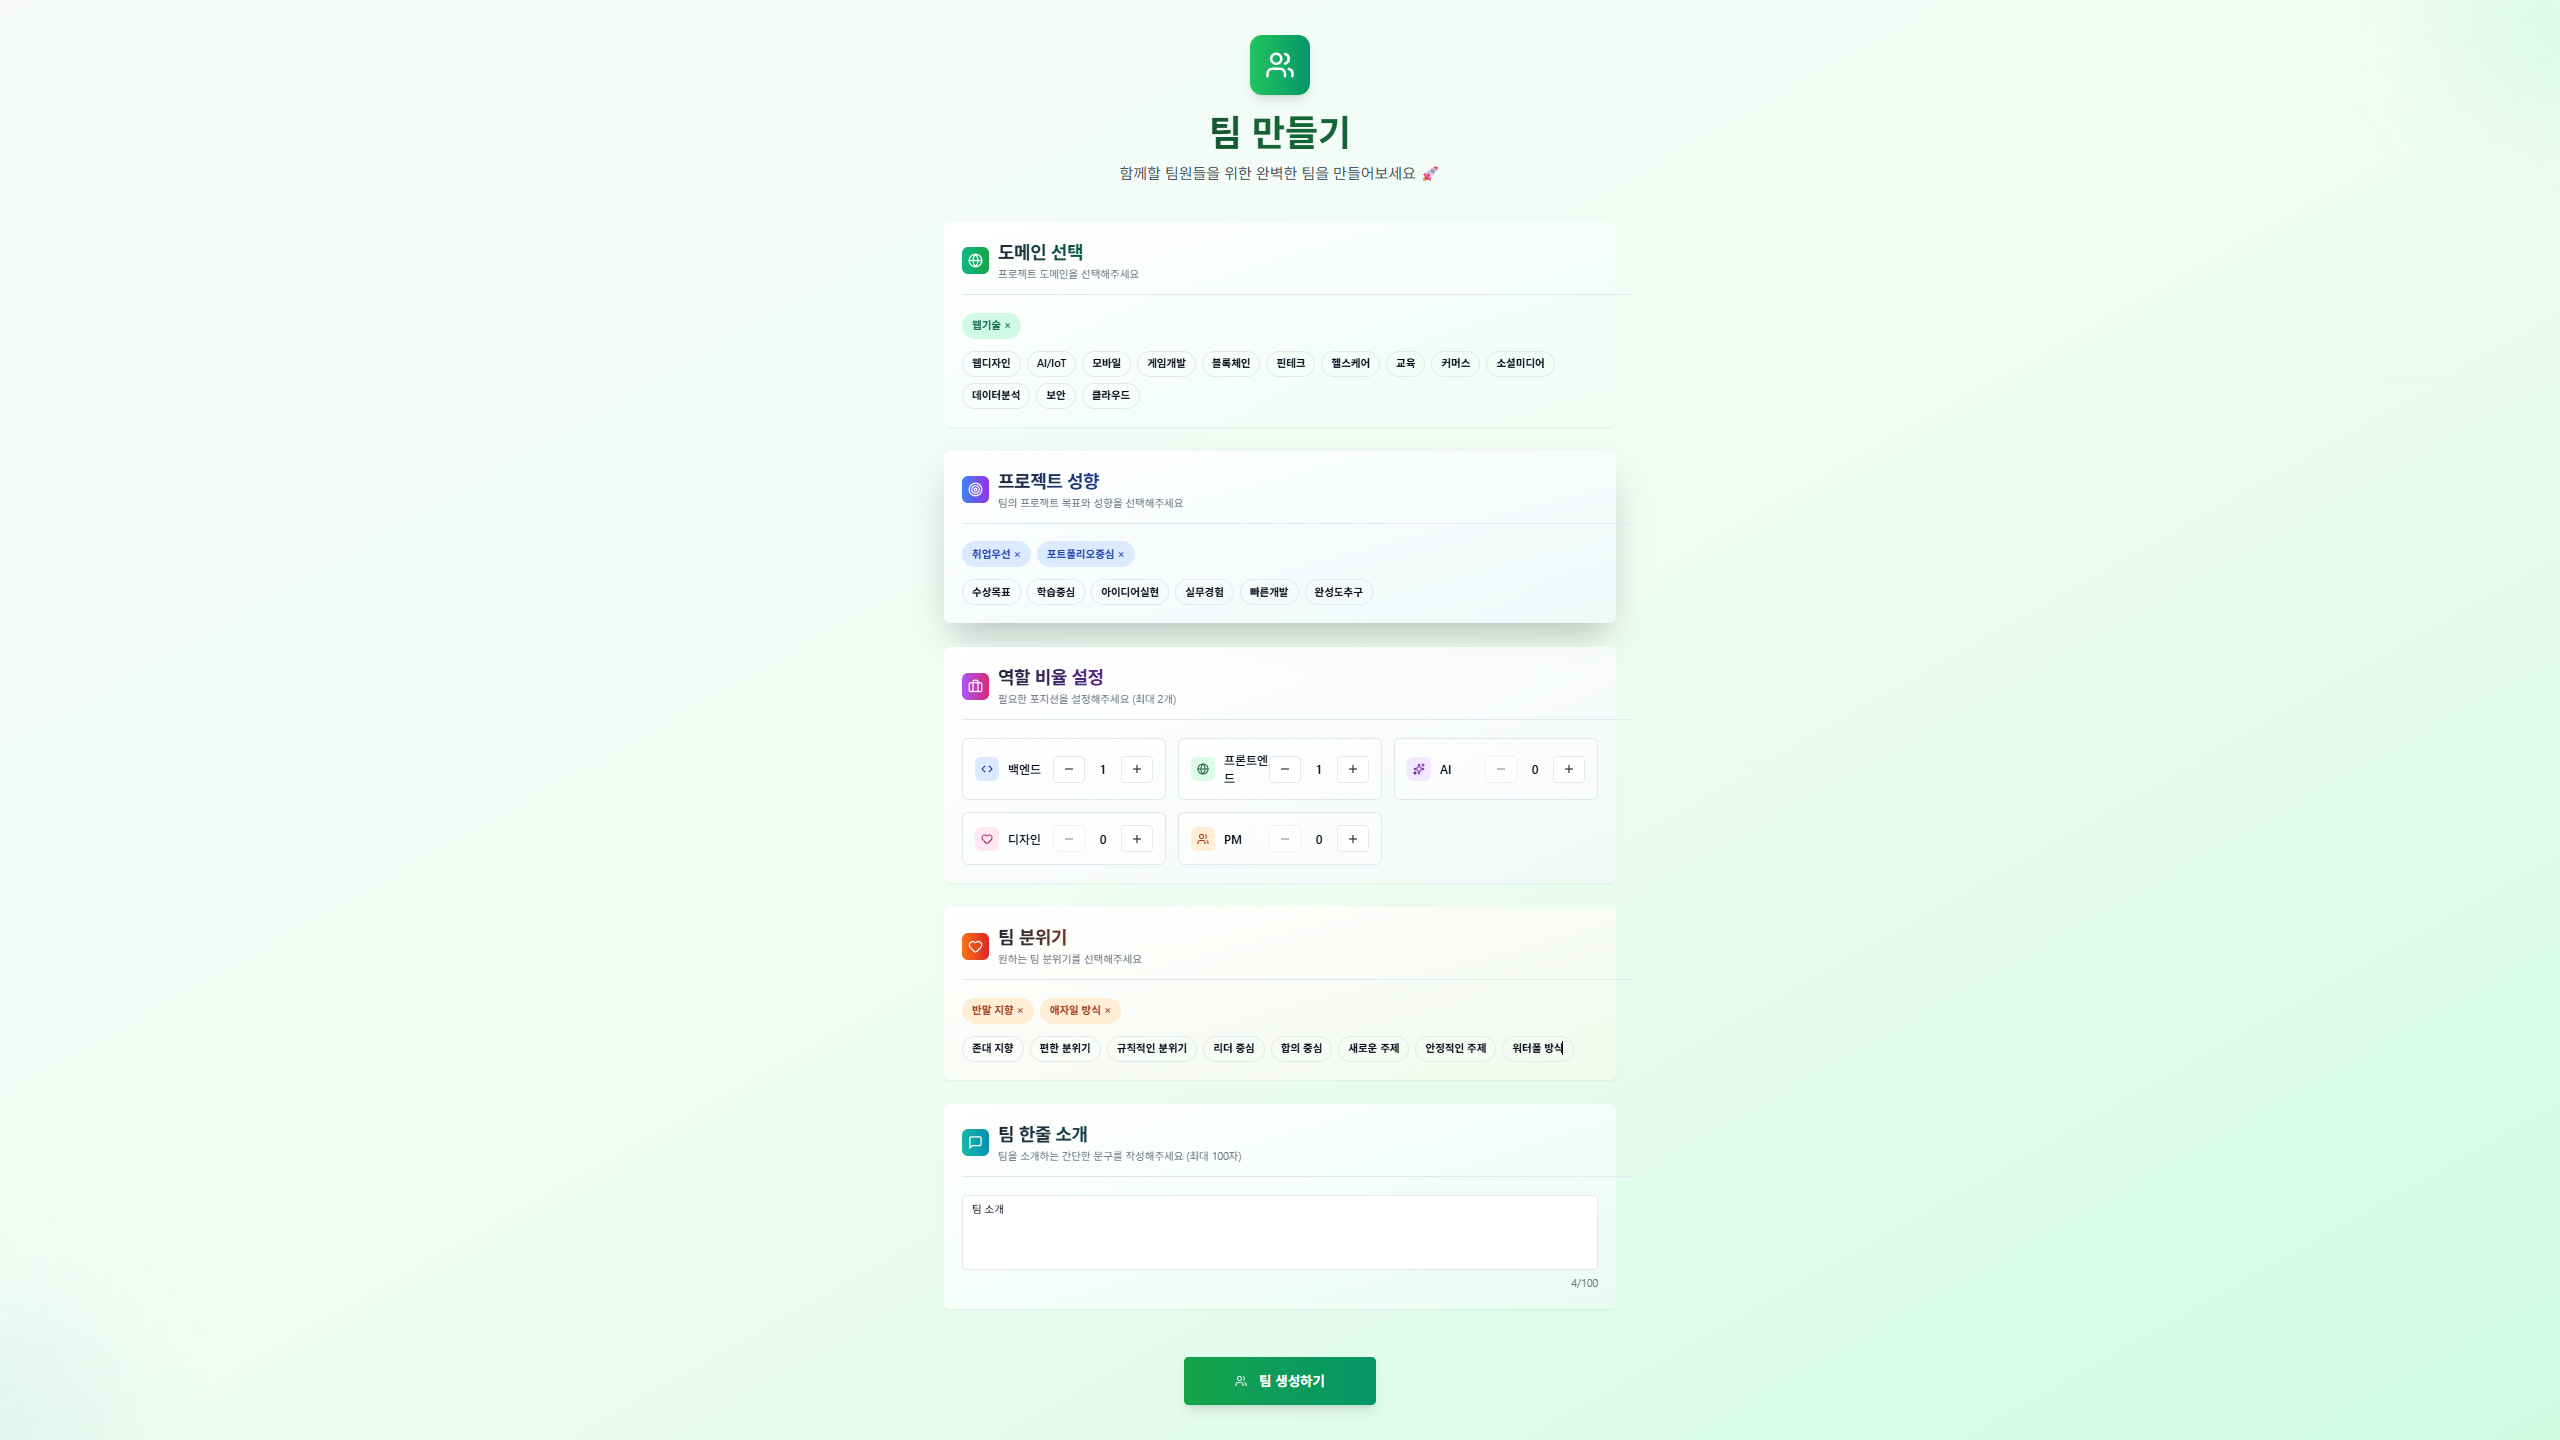 팀 만들기
함께할 팀원들을 위한 완벽한 팀을 만들어보세요 🚀
도메인 선택
프로젝트 도메인을 선택해주세요
웹기술 ×
웹디자인 AI/IoT 모바일 게임개발 블록체인 핀테크 헬스케어 교육 커머스 소셜미디어
데이터분석 보안 클라우드
프로젝트 성향
팀의 프로젝트 목표와 성향을 선택해주세요
취업우선 × 포트폴리오중심 ×
수상목표 학습중심 아이디어실현 실무경험 빠른개발 완성도추구
역할 비율 설정
필요한 포지션을 설정해주세요 (최대 2개)
백엔드 − 1 + 프론트엔드 − 1 + AI − 0 +
디자인 − 0 + PM − 0 +
팀 분위기
원하는 팀 분위기를 선택해주세요
반말 지향 × 애자일 방식 ×
존대 지향 편한 분위기 규칙적인 분위기 리더 중심 합의 중심 새로운 주제 안정적인 주제 워터폴 방식
팀 한줄 소개
팀을 소개하는 간단한 문구를 작성해주세요 (최대 100자)
팀 소개
4/100
팀 생성하기